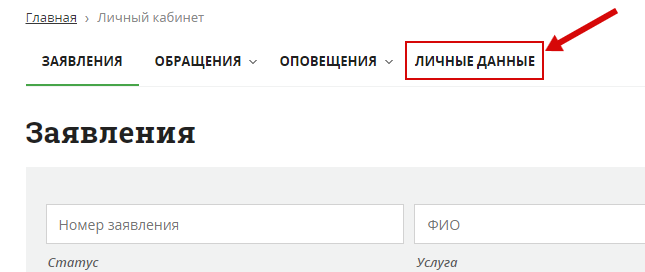 Главная › Личный кабинет
ЗАЯВЛЕНИЯ ОБРАЩЕНИЯ ОПОВЕЩЕНИЯ ЛИЧНЫЕ ДАННЫЕ
Заявления
Номер заявления ФИО
Статус Услуга